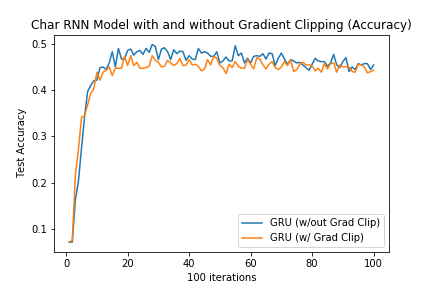 Char RNN Model with and without Gradient Clipping (Accuracy)
0.5
0.4
0.3
0.2
0.1
Test Accuracy
GRU (w/out Grad Clip)
GRU (w/ Grad Clip)
0 20 40 60 80 100
100 iterations